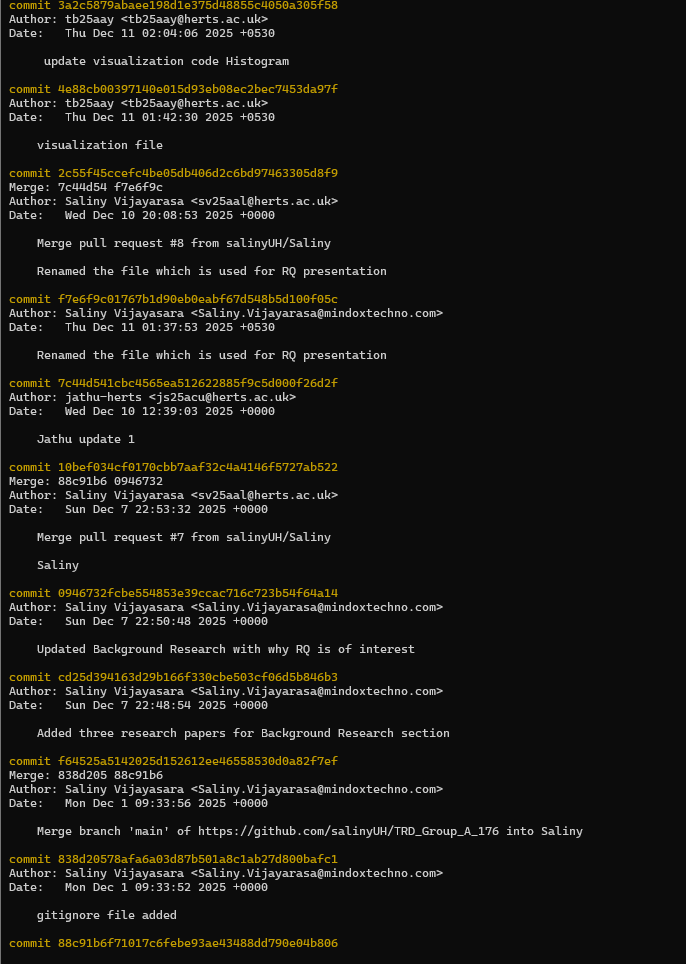 commit 3a2c5879abaee198d1e375d48855c4050a305f58
Author: tb25aay <tb25aay@herts.ac.uk>
Date:   Thu Dec 11 02:04:06 2025 +0530
update visualization code Histogram
commit 4e88cb00397140e015d93eb08ec2bec7453da97f
Author: tb25aay <tb25aay@herts.ac.uk>
Date:   Thu Dec 11 01:42:30 2025 +0530
visualization file
commit 2c55f45ccefc4be05db406d2c6bd97463305d8f9
Merge: 7c44d54 f7e6f9c
Author: Saliny Vijayarasa <sv25aal@herts.ac.uk>
Date:   Wed Dec 10 20:08:53 2025 +0000
Merge pull request #8 from salinyUH/Saliny
Renamed the file which is used for RQ presentation
commit f7e6f9c01767b1d90eb0eabf67d548b5d100f05c
Author: Saliny Vijayasara <Saliny.Vijayarasa@mindoxtechno.com>
Date:   Thu Dec 11 01:37:53 2025 +0530
Renamed the file which is used for RQ presentation
commit 7c44d541cbc4565ea512622885f9c5d000f26d2f
Author: jathu-herts <js25acu@herts.ac.uk>
Date:   Wed Dec 10 12:39:03 2025 +0000
Jathu update 1
commit 10bef034cf0170cbb7aaf32c4a4146f5727ab522
Merge: 88c91b6 0946732
Author: Saliny Vijayarasa <sv25aal@herts.ac.uk>
Date:   Sun Dec 7 22:53:32 2025 +0000
Merge pull request #7 from salinyUH/Saliny
Saliny
commit 0946732fcbe554853e39ccac716c723b54f64a14
Author: Saliny Vijayasara <Saliny.Vijayarasa@mindoxtechno.com>
Date:   Sun Dec 7 22:50:48 2025 +0000
Updated Background Research with why RQ is of interest
commit cd25d394163d29b166f330cbe503cf06d5b846b3
Author: Saliny Vijayasara <Saliny.Vijayarasa@mindoxtechno.com>
Date:   Sun Dec 7 22:48:54 2025 +0000
Added three research papers for Background Research section
commit f64525a5142025d152612ee46558530d0a82f7ef
Merge: 838d205 88c91b6
Author: Saliny Vijayasara <Saliny.Vijayarasa@mindoxtechno.com>
Date:   Mon Dec 1 09:33:56 2025 +0000
Merge branch 'main' of https://github.com/salinyUH/TRD_Group_A_176 into Saliny
commit 838d20578afa6a03d87b501a8c1ab27d800bafc1
Author: Saliny Vijayasara <Saliny.Vijayarasa@mindoxtechno.com>
Date:   Mon Dec 1 09:33:52 2025 +0000
gitignore file added
commit 88c91b6f71017c6febe93ae43488dd790e04b806